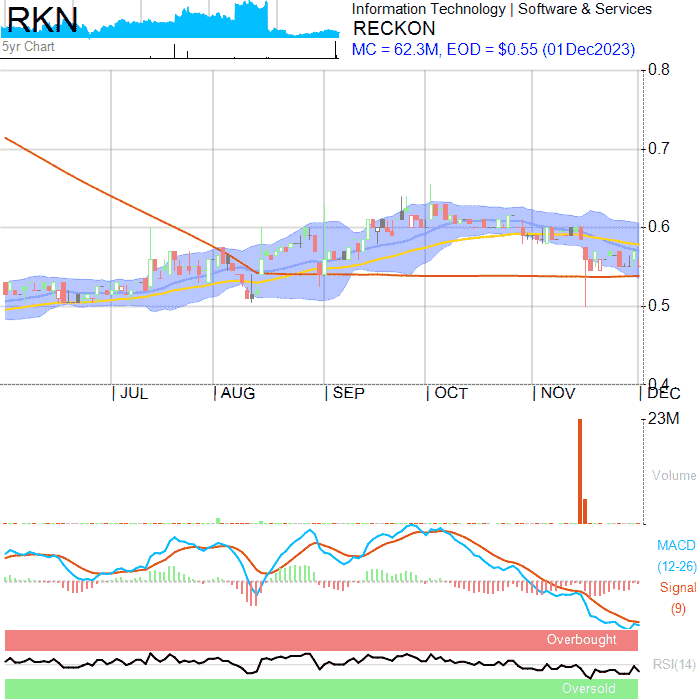 RKN
Information Technology | Software & Services
RECKON
5yr Chart
MC = 62.3M, EOD = $0.55 (01Dec2023)
0.8
0.7
0.6
0.5
0.4
| JUL | AUG | SEP | OCT | NOV | DEC
23M
Volume
MACD
(12-26)
Signal
(9)
Overbought
RSI(14)
Oversold